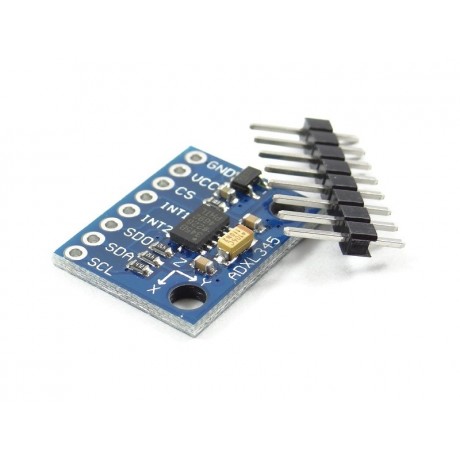 GND
VCC
CS
INT1
INT2
SDO
SDA
SCL
Z
X
Y
ADXL345